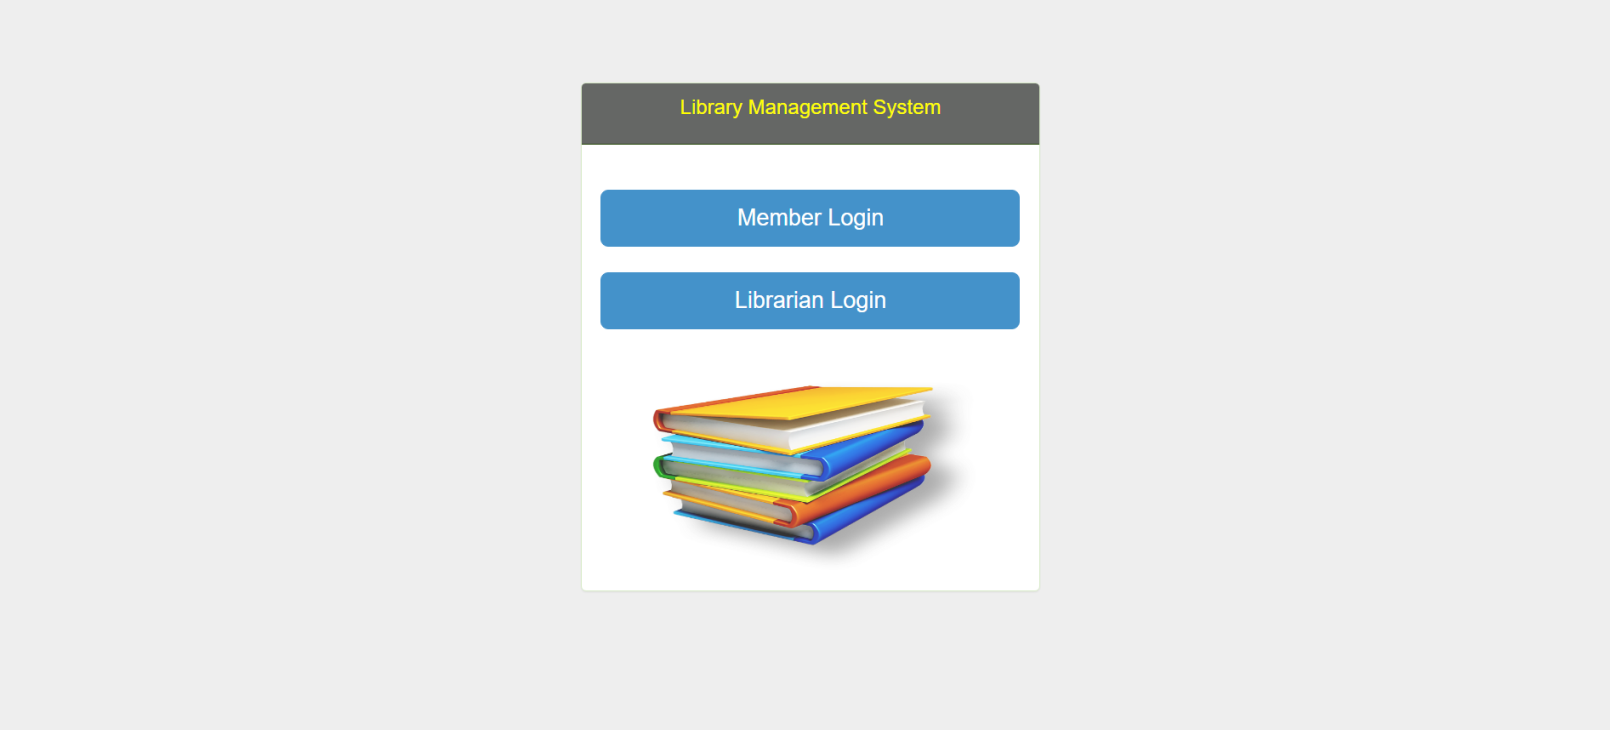 Library Management System
Member Login
Librarian Login